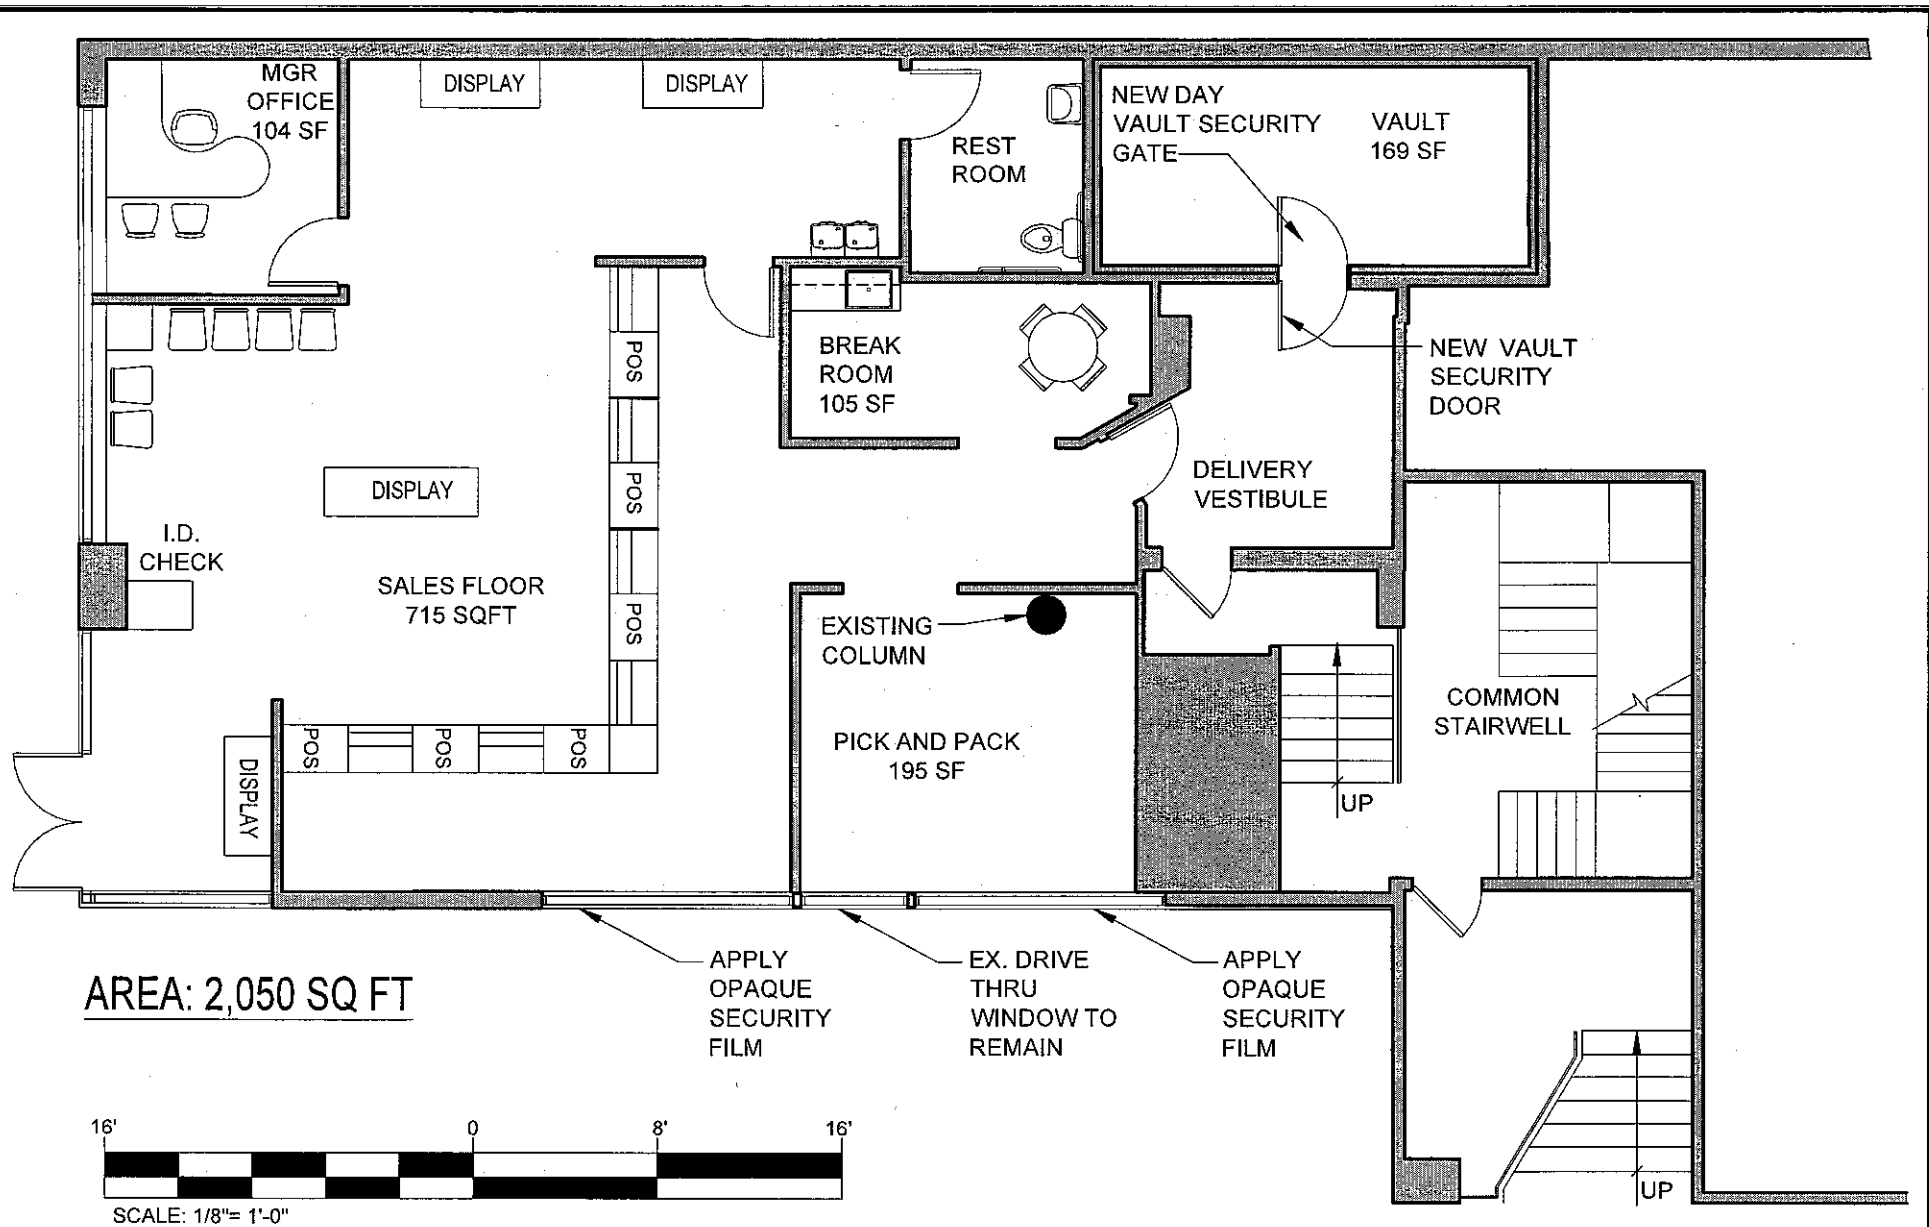 MGR
OFFICE
104 SF
DISPLAY
DISPLAY
REST
ROOM
NEW DAY
VAULT SECURITY
GATE
VAULT
169 SF
POS
BREAK
ROOM
105 SF
NEW VAULT
SECURITY
DOOR
DISPLAY
POS
DELIVERY
VESTIBULE
I.D.
CHECK
SALES FLOOR
715 SQFT
POS
EXISTING
COLUMN
COMMON
STAIRWELL
POS
POS
POS
DISPLAY
PICK AND PACK
195 SF
UP
APPLY
OPAQUE
SECURITY
FILM
EX. DRIVE
THRU
WINDOW TO
REMAIN
APPLY
OPAQUE
SECURITY
FILM
AREA: 2,050 SQ FT
16' 0 8' 16'
SCALE: 1/8"= 1'-0"
UP